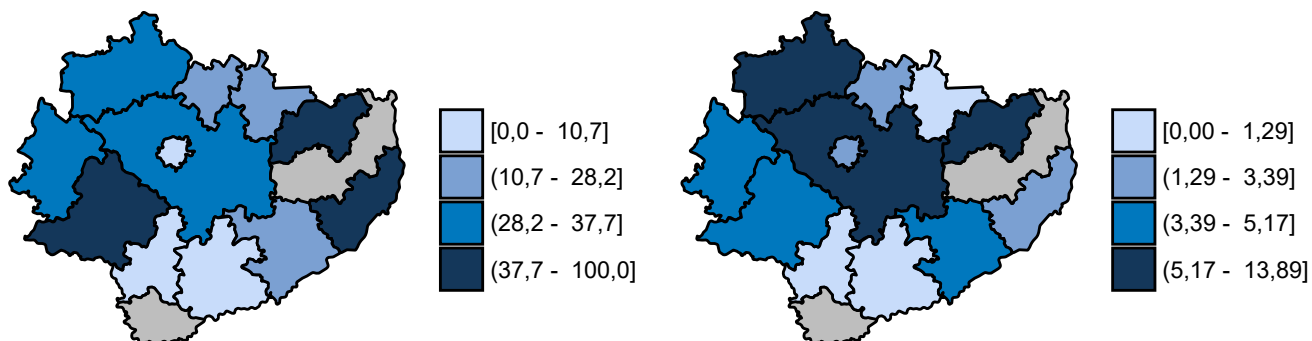 [0,0 - 10,7]
(10,7 - 28,2]
(28,2 - 37,7]
(37,7 - 100,0]
[0,00 - 1,29]
(1,29 - 3,39]
(3,39 - 5,17]
(5,17 - 13,89]